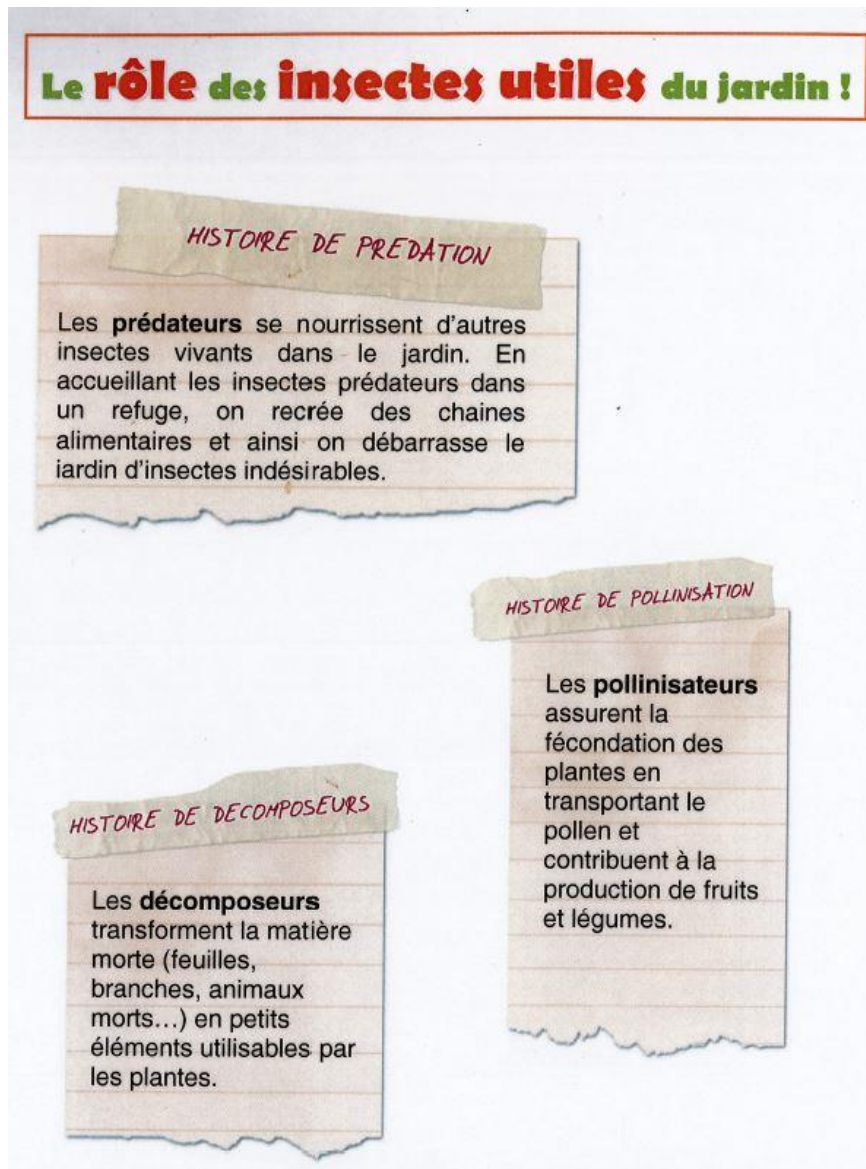 Le rôle des insectes utiles du jardin !
HISTOIRE DE PREDATION
Les prédateurs se nourrissent d'autres
insectes vivants dans le jardin. En
accueillant les insectes prédateurs dans
un refuge, on recrée des chaines
alimentaires et ainsi on débarrasse le
jardin d'insectes indésirables.
HISTOIRE DE POLLINISATION
Les pollinisateurs
assurent la
fécondation des
plantes en
transportant le
pollen et
contribuent à la
production de fruits
et légumes.
HISTOIRE DE DECOMPOSEURS
Les décomposeurs
transforment la matière
morte (feuilles,
branches, animaux
morts...) en petits
éléments utilisables par
les plantes.